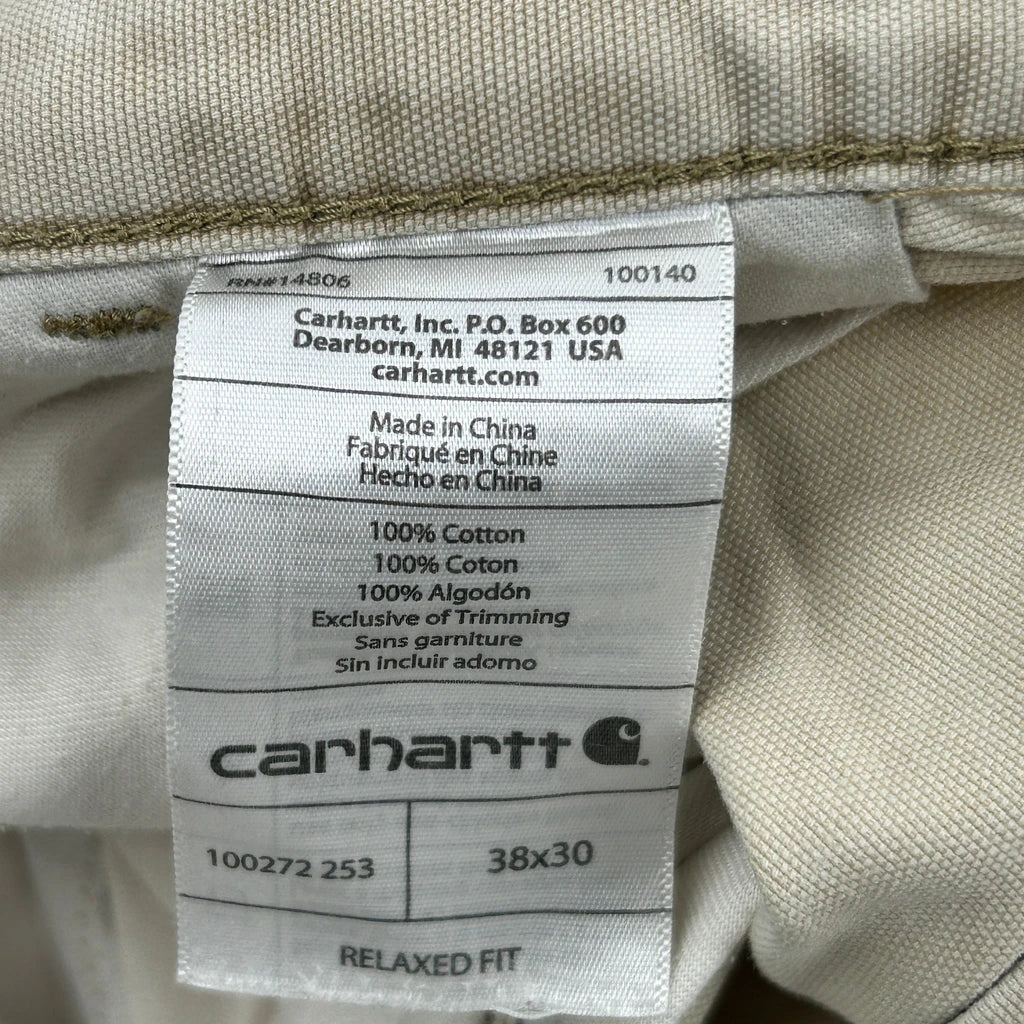 RN#14806 100140
Carhartt, Inc. P.O. Box 600
Dearborn, MI 48121 USA
carhartt.com
Made in China
Fabriqué en Chine
Hecho en China
100% Cotton
100% Coton
100% Algodón
Exclusive of Trimming
Sans garniture
Sin incluir adorno
carhartt
100272 253 38x30
RELAXED FIT